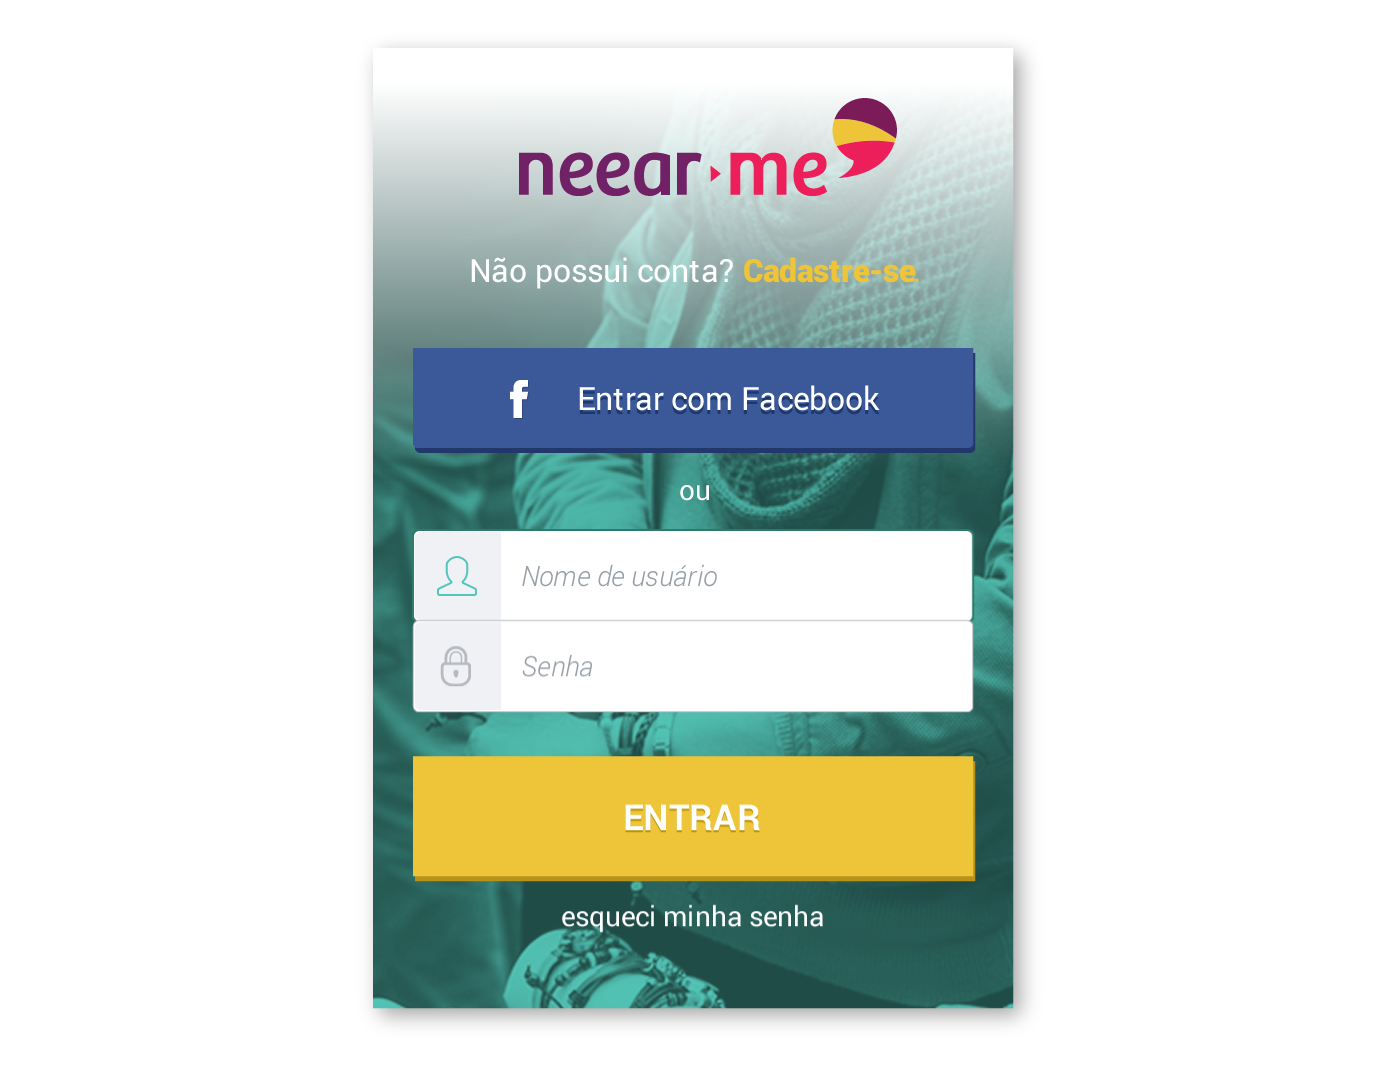 neear me
Não possui conta? Cadastre-se.
f Entrar com Facebook
ou
Nome de usuário
Senha
ENTRAR
esqueci minha senha